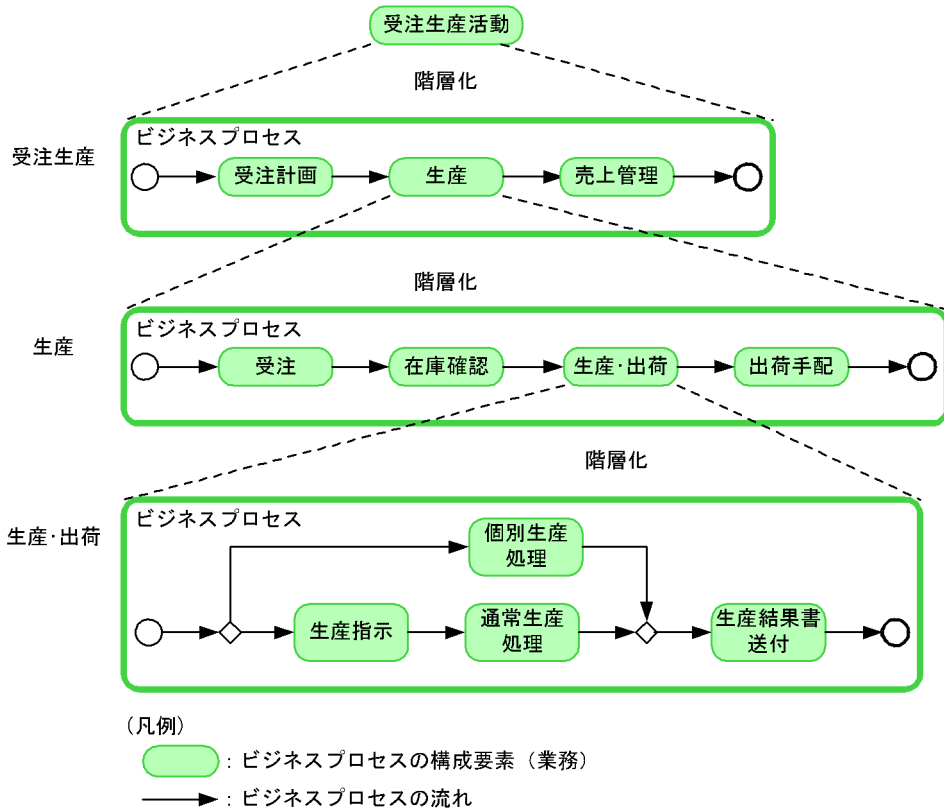 受注生産活動
階層化
受注生産
ビジネスプロセス
受注計画
生産
売上管理
階層化
生産
ビジネスプロセス
受注
在庫確認
生産・出荷
出荷手配
階層化
生産・出荷
ビジネスプロセス
個別生産
処理
生産指示
通常生産
処理
生産結果書
送付
(凡例)
：ビジネスプロセスの構成要素（業務）
：ビジネスプロセスの流れ